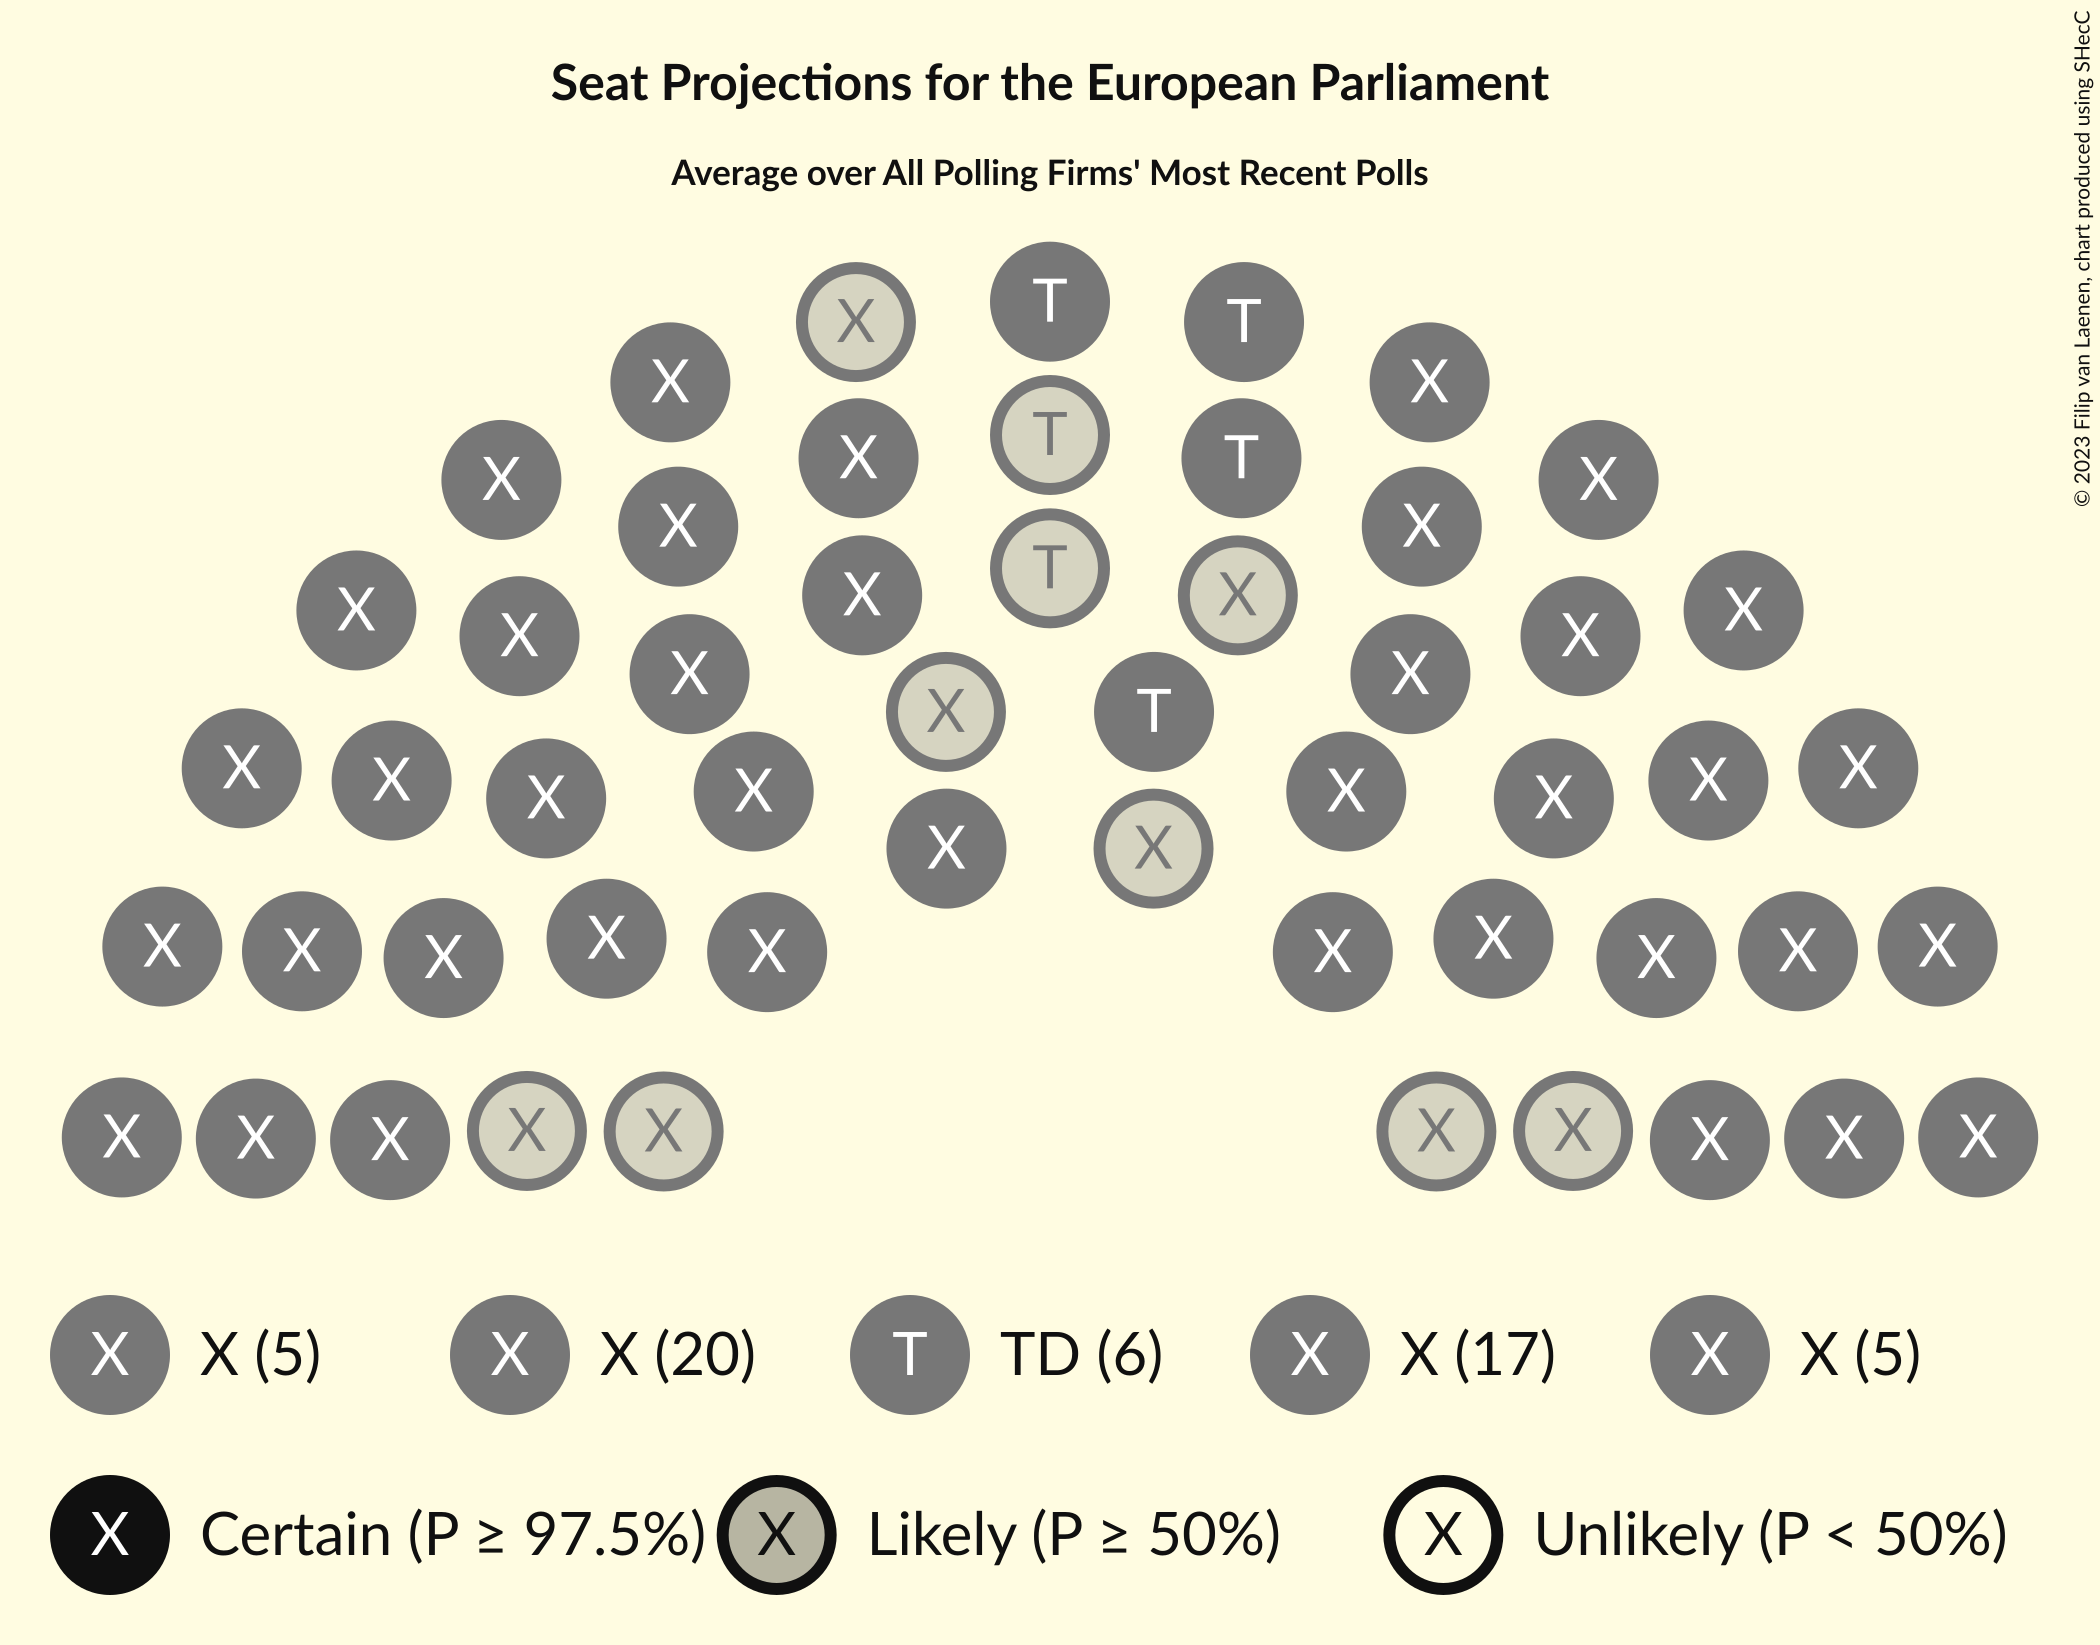 Seat Projections for the European Parliament
Average over All Polling Firms' Most Recent Polls
© 2023 Filip van Laenen, chart produced using SHecC
T
X T
X X
T
X T
X X
X X
T
X X
X X
X X
X X
X T
X X
X X
X X
X X
X X
X X
X X
X X
X X
X X
X X
X X X X X X X X X X
X X (5) X X (20) T TD (6) X X (17) X X (5)
X Certain (P ≥ 97.5%) X Likely (P ≥ 50%) X Unlikely (P < 50%)